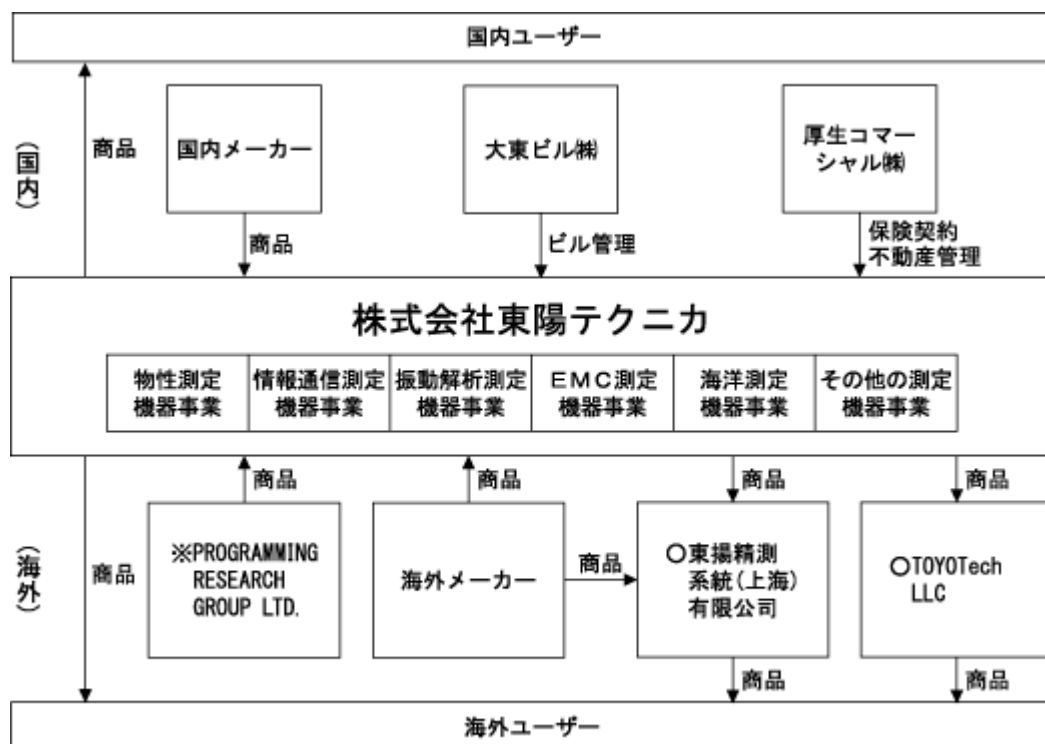 国内ユーザー
(国内)
商品
国内メーカー
大東ビル㈱
厚生コマー
シャル㈱
商品
ビル管理
保険契約
不動産管理
株式会社東陽テクニカ
物性測定
機器事業
情報通信測定
機器事業
振動解析測定
機器事業
EMC測定
機器事業
海洋測定
機器事業
その他の測定
機器事業
商品
商品
商品
商品
(海外)
商品
※PROGRAMMING
RESEARCH
GROUP LTD.
海外メーカー
商品
○東揚精測
系統(上海)
有限公司
○TOYOTech
LLC
商品
商品
海外ユーザー